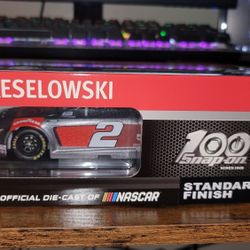 ESELOWSKI
2
100
Snap-on
OFFICIAL DIE-CAST OF NASCAR
STANDARD
FINISH